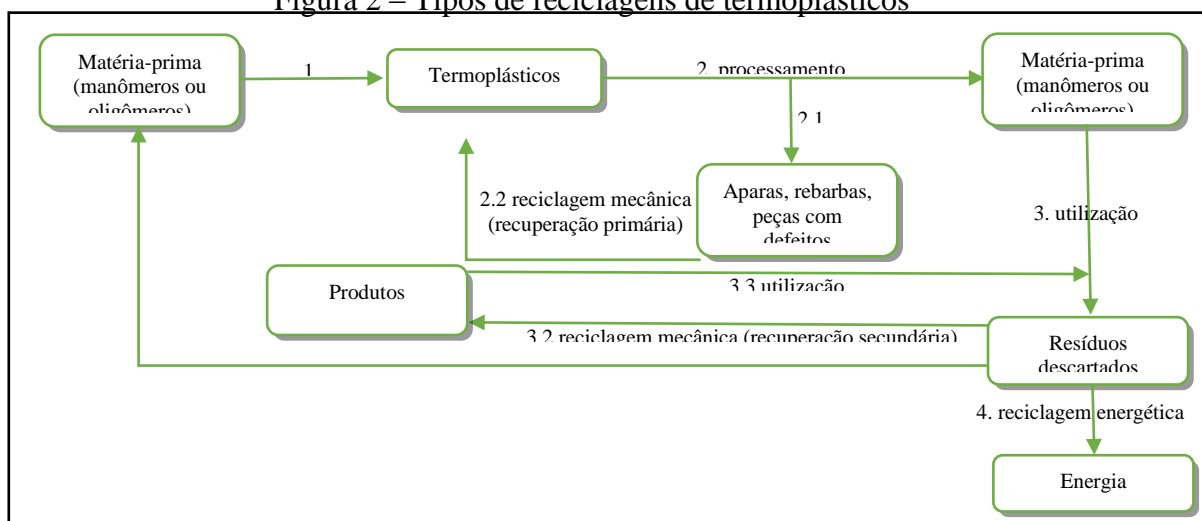 Figura 2 – Tipos de reciclagens de termoplásticos
Matéria-prima
(manômeros ou
oligômeros)
1
Termoplásticos
2. processamento
Matéria-prima
(manômeros ou
oligômeros)
2.1
2.2 reciclagem mecânica
(recuperação primária)
Aparas, rebarbas,
peças com
defeitos
3. utilização
Produtos
3.3 utilização
3.2 reciclagem mecânica (recuperação secundária)
Resíduos
descartados
4. reciclagem energética
Energia